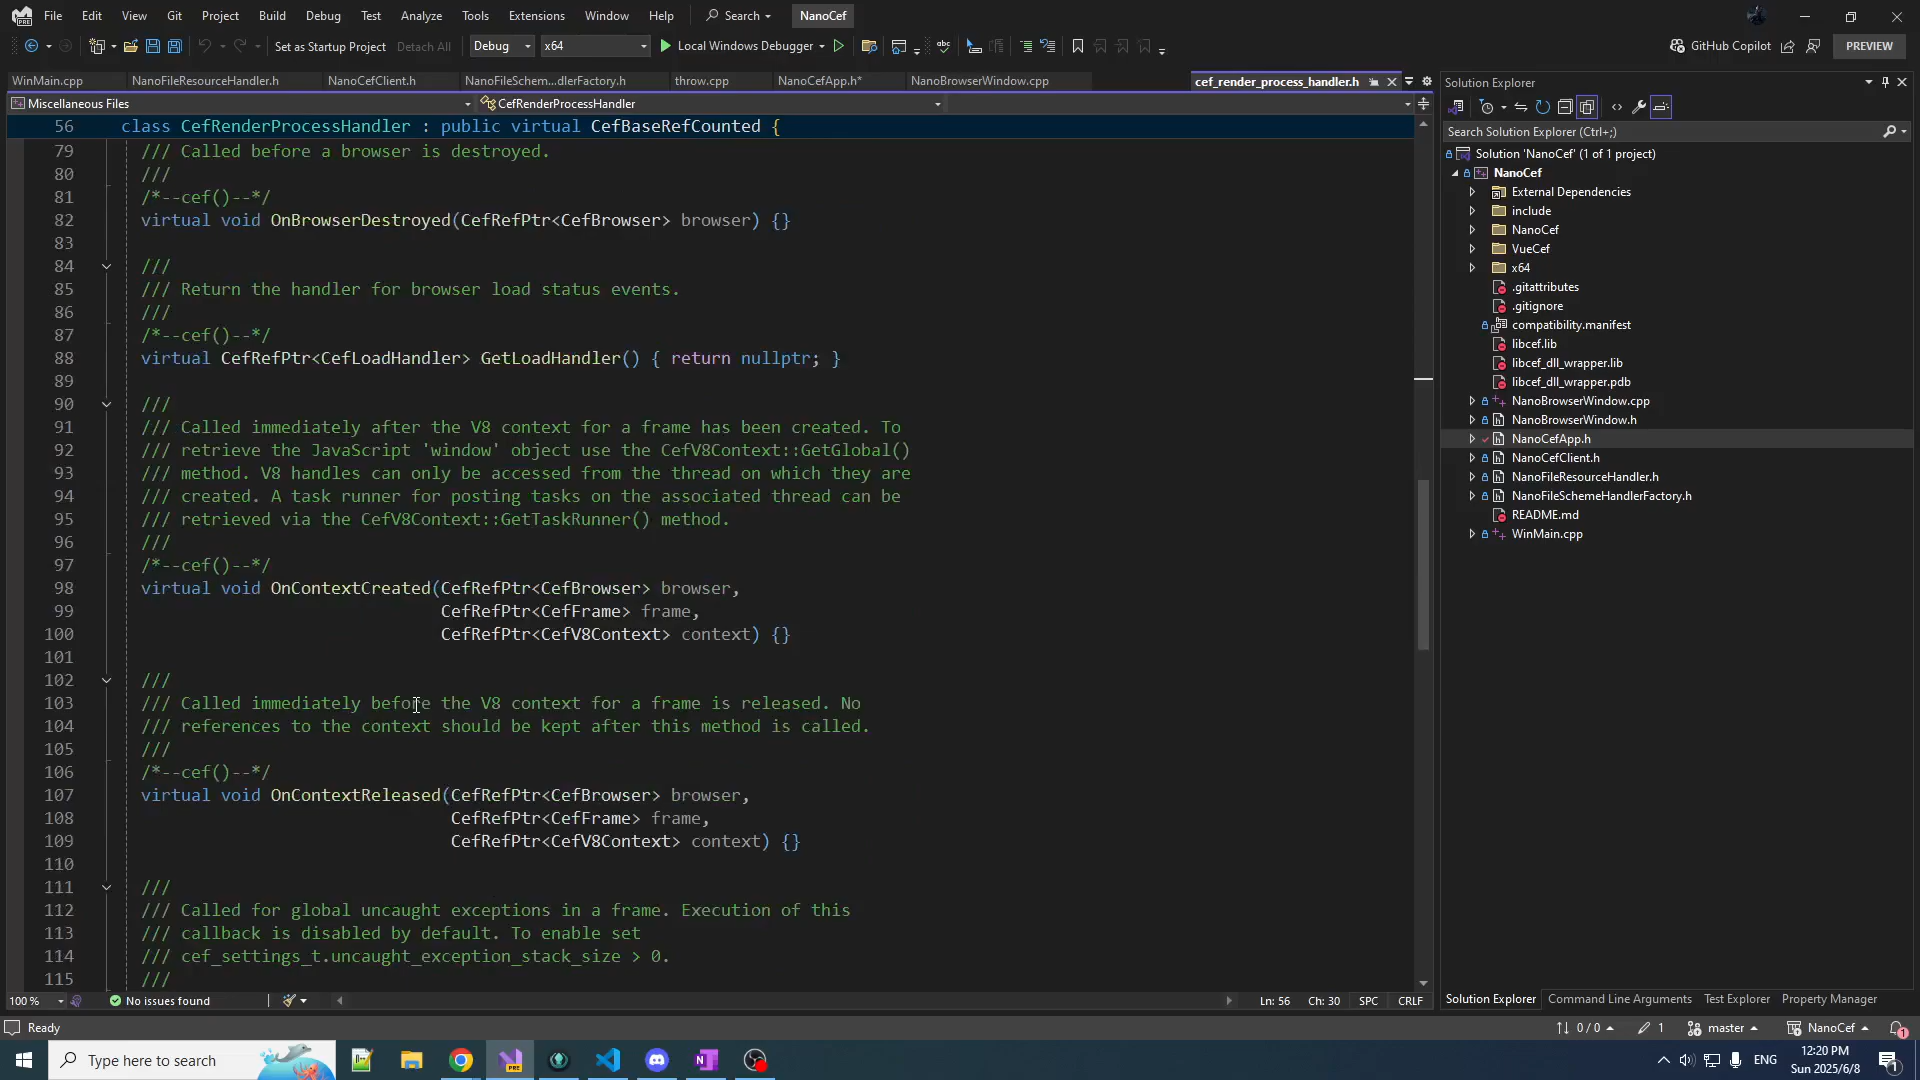 File Edit View Git Project Build Debug Test Analyze Tools Extensions Window Help Search NanoCef
Set as Startup Project Detach All Debug x64 Local Windows Debugger GitHub Copilot PREVIEW
WinMain.cpp NanoFileResourceHandler.h NanoCefClient.h NanoFileSchem...dlerFactory.h throw.cpp NanoCefApp.h* NanoBrowserWindow.cpp cef_render_process_handler.h
Miscellaneous Files CefRenderProcessHandler
56 class CefRenderProcessHandler : public virtual CefBaseRefCounted {
79 /// Called before a browser is destroyed.
80 ///
81 /*--cef()--*/
82 virtual void OnBrowserDestroyed(CefRefPtr<CefBrowser> browser) {}
83
84 ///
85 /// Return the handler for browser load status events.
86 ///
87 /*--cef()--*/
88 virtual CefRefPtr<CefLoadHandler> GetLoadHandler() { return nullptr; }
89
90 ///
91 /// Called immediately after the V8 context for a frame has been created. To
92 /// retrieve the JavaScript 'window' object use the CefV8Context::GetGlobal()
93 /// method. V8 handles can only be accessed from the thread on which they are
94 /// created. A task runner for posting tasks on the associated thread can be
95 /// retrieved via the CefV8Context::GetTaskRunner() method.
96 ///
97 /*--cef()--*/
98 virtual void OnContextCreated(CefRefPtr<CefBrowser> browser,
99 CefRefPtr<CefFrame> frame,
100 CefRefPtr<CefV8Context> context) {}
101
102 ///
103 /// Called immediately before the V8 context for a frame is released. No
104 /// references to the context should be kept after this method is called.
105 ///
106 /*--cef()--*/
107 virtual void OnContextReleased(CefRefPtr<CefBrowser> browser,
108 CefRefPtr<CefFrame> frame,
109 CefRefPtr<CefV8Context> context) {}
110
111 ///
112 /// Called for global uncaught exceptions in a frame. Execution of this
113 /// callback is disabled by default. To enable set
114 /// cef_settings_t.uncaught_exception_stack_size > 0.
115 ///
100 % No issues found Ln: 56 Ch: 30 SPC CRLF
Solution Explorer
Search Solution Explorer (Ctrl+;)
Solution 'NanoCef' (1 of 1 project)
NanoCef
External Dependencies
include
NanoCef
VueCef
x64
.gitattributes
.gitignore
compatibility.manifest
libcef.lib
libcef_dll_wrapper.lib
libcef_dll_wrapper.pdb
NanoBrowserWindow.cpp
NanoBrowserWindow.h
NanoCefApp.h
NanoCefClient.h
NanoFileResourceHandler.h
NanoFileSchemeHandlerFactory.h
README.md
WinMain.cpp
Solution Explorer Command Line Arguments Test Explorer Property Manager
Ready 0 / 0 1 master NanoCef 1
Type here to search ENG 12:20 PM
Sun 2025/6/8 1